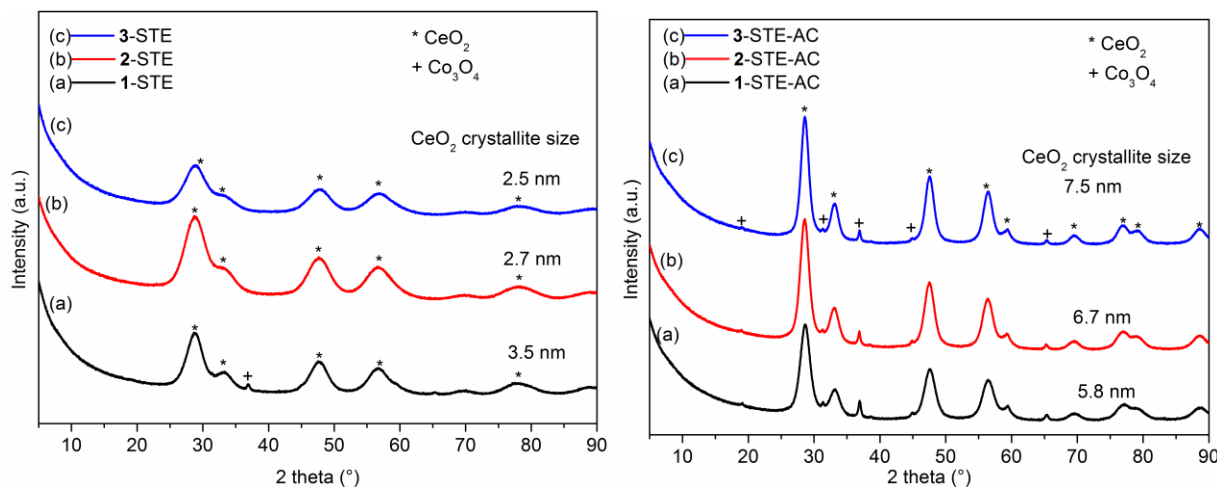 (c) 3-STE
(b) 2-STE
(a) 1-STE
* CeO₂
+ Co₃O₄
CeO₂ crystallite size
(c)
2.5 nm
(b)
2.7 nm
(a)
3.5 nm
* * * * *
* * * * *
* * + * * *
Intensity (a.u.)
10 20 30 40 50 60 70 80 90
2 theta (°)
(c) 3-STE-AC
(b) 2-STE-AC
(a) 1-STE-AC
* CeO₂
+ Co₃O₄
CeO₂ crystallite size
(c)
7.5 nm
(b)
6.7 nm
(a)
5.8 nm
+ * + * + + * * * + * * * *
Intensity (a.u.)
10 20 30 40 50 60 70 80 90
2 theta (°)